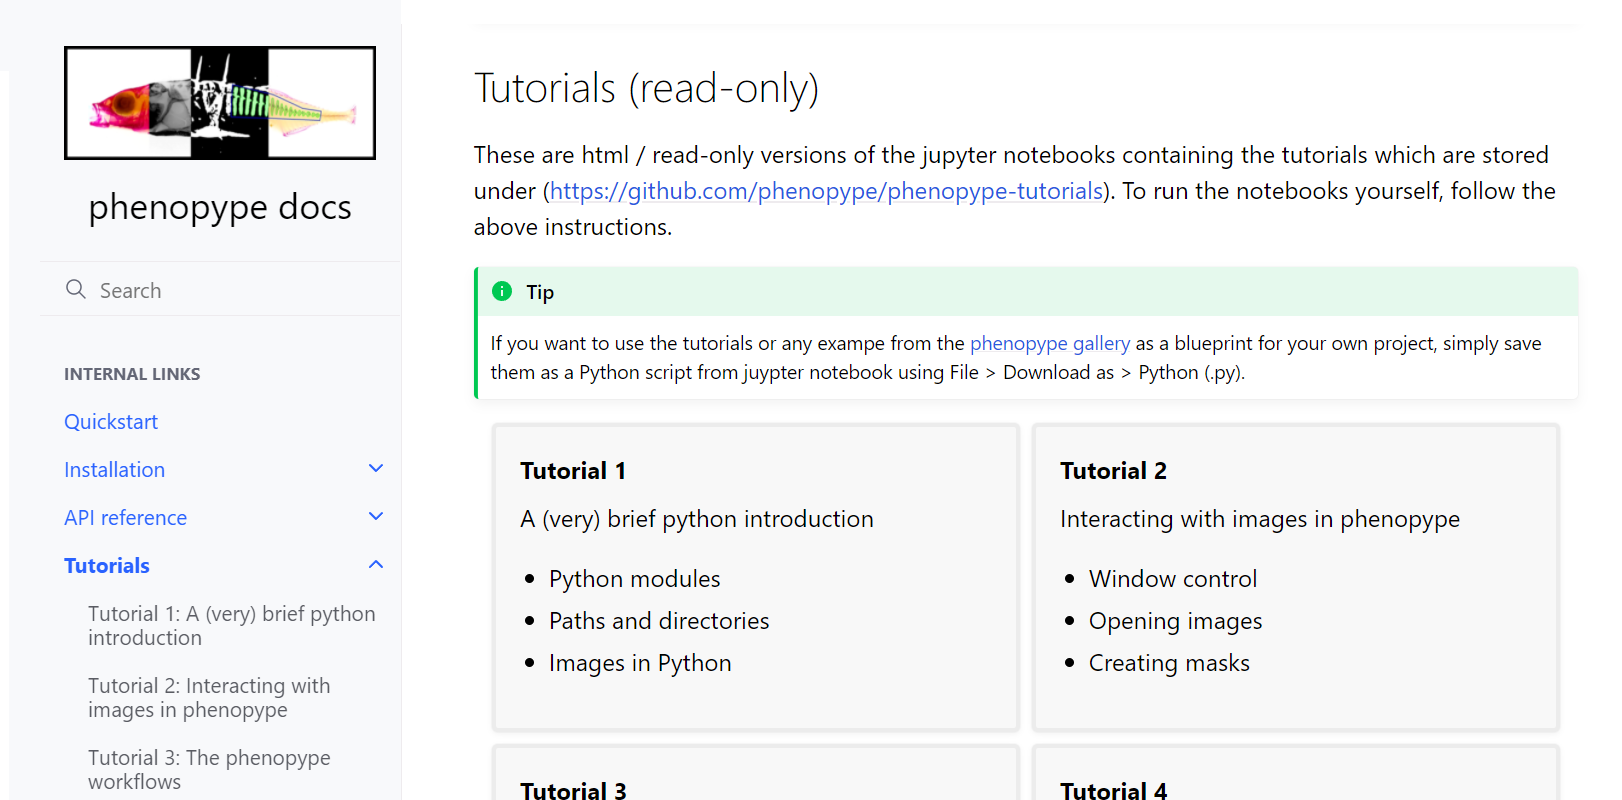 phenopype docs
Search
INTERNAL LINKS
Quickstart
Installation
API reference
Tutorials
Tutorial 1: A (very) brief python
introduction
Tutorial 2: Interacting with
images in phenopype
Tutorial 3: The phenopype
workflows
Tutorials (read-only)
These are html / read-only versions of the jupyter notebooks containing the tutorials which are stored
under (https://github.com/phenopype/phenopype-tutorials). To run the notebooks yourself, follow the
above instructions.
Tip
If you want to use the tutorials or any exampe from the phenopype gallery as a blueprint for your own project, simply save
them as a Python script from juypter notebook using File > Download as > Python (.py).
Tutorial 1
A (very) brief python introduction
• Python modules
• Paths and directories
• Images in Python
Tutorial 2
Interacting with images in phenopype
• Window control
• Opening images
• Creating masks
Tutorial 3
Tutorial 4